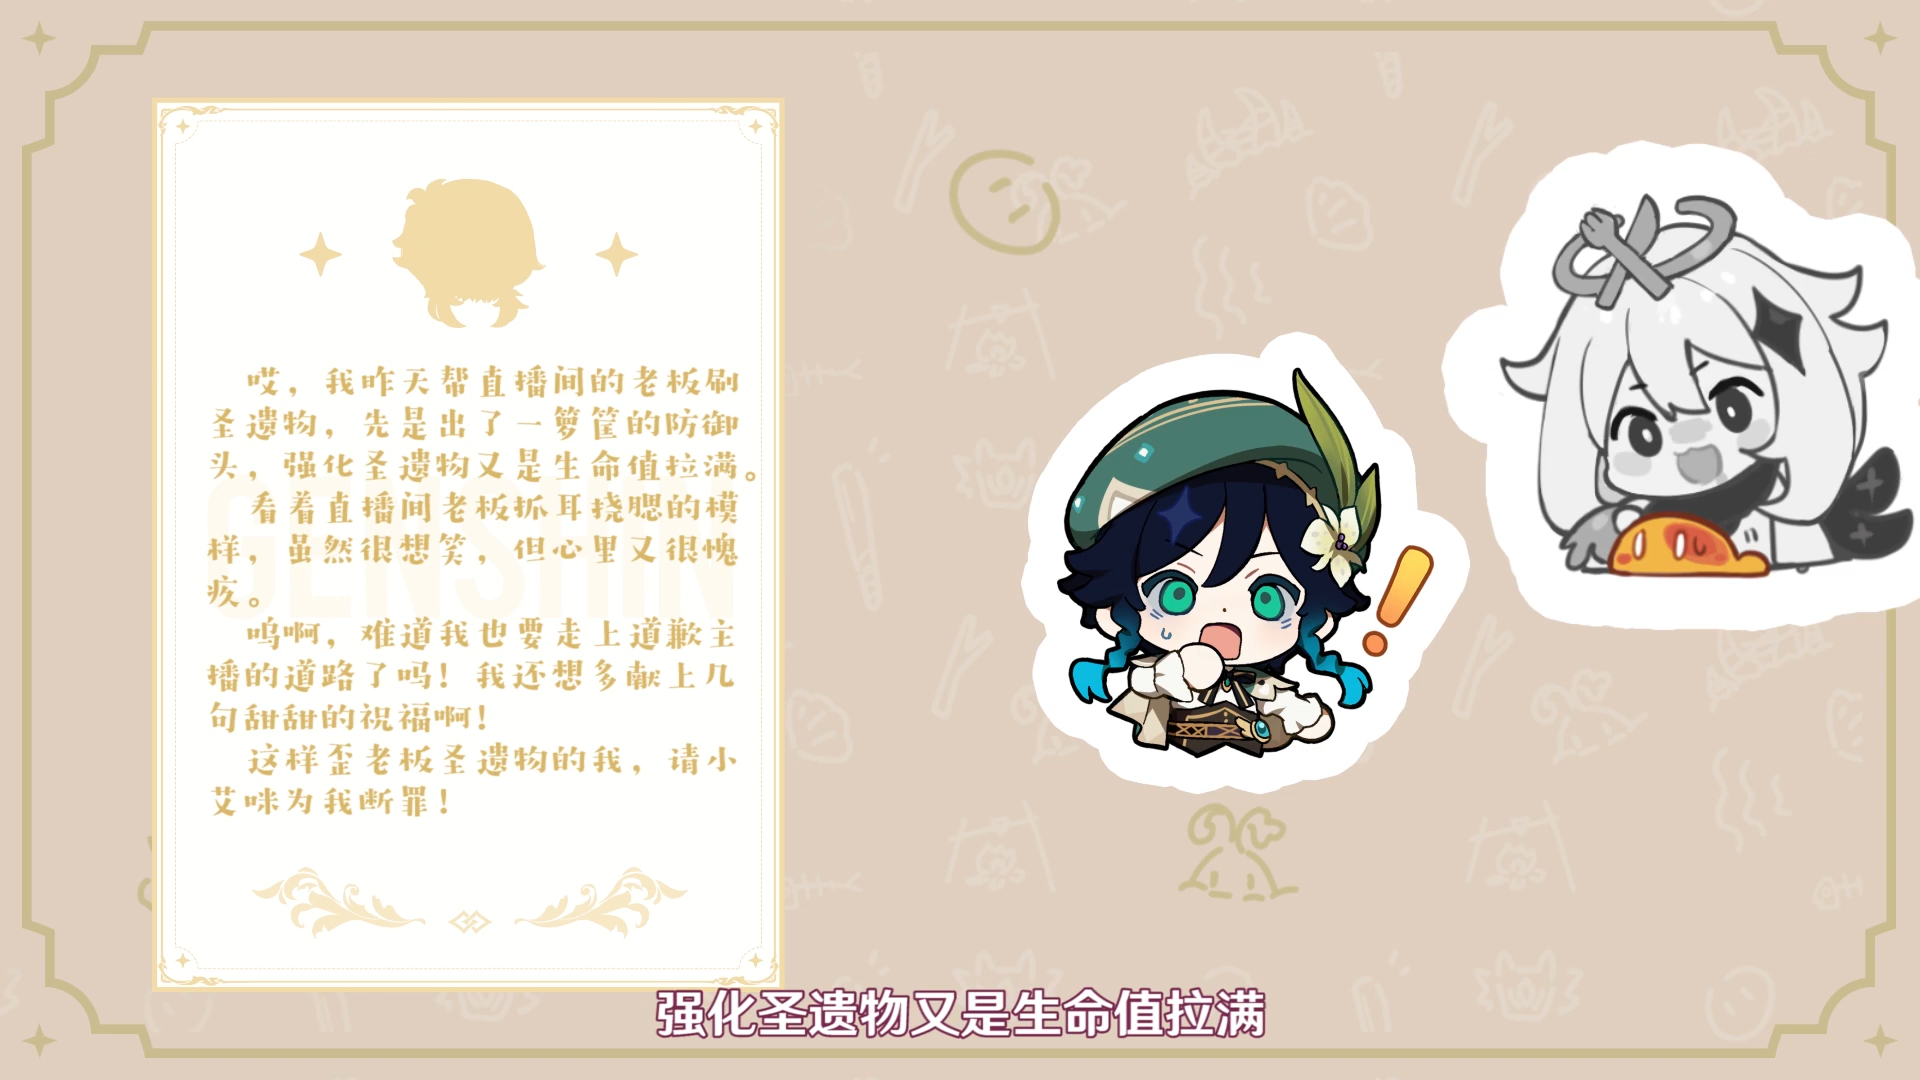 哎，我昨天帮直播间的老板刷
圣遗物，先是出了一箩筐的防御
头，强化圣遗物又是生命值拉满。
看着直播间老板抓耳挠腮的模
样，虽然很想笑，但心里又很愧
疚。
呜啊，难道我也要走上道歉主
播的道路了吗！我还想多献上几
句甜甜的祝福啊！
这样歪老板圣遗物的我，请小
艾咪为我断罪！
GENSHIN
强化圣遗物又是生命值拉满